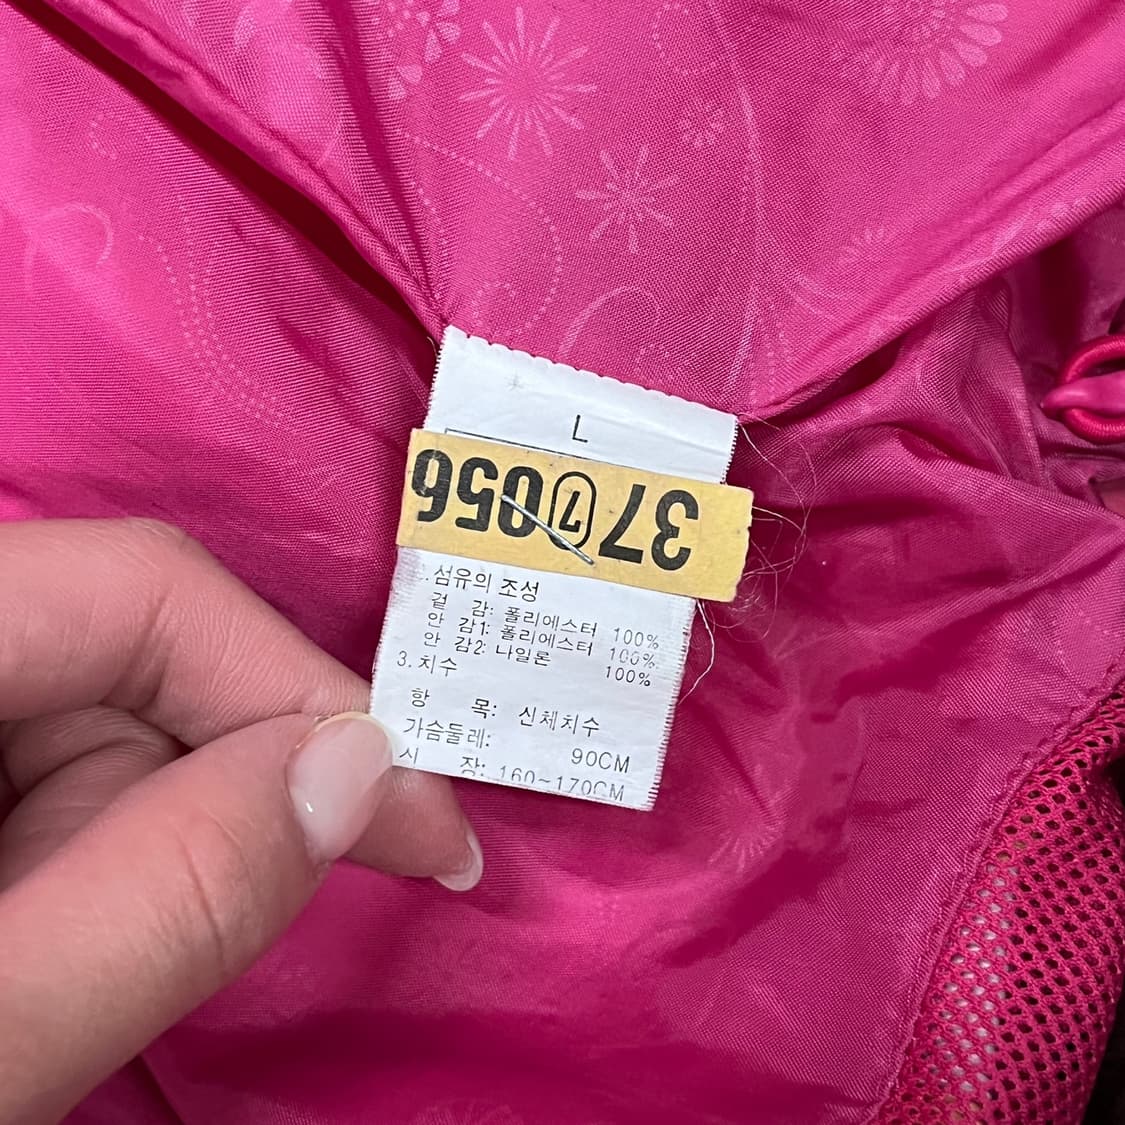 L
37 7 056
2.섬유의 조성
겉 감: 폴리에스터 100%
안 감1: 폴리에스터 100%
안 감2: 나일론 100%
3.치수
항 목: 신체치수
가슴둘레: 90CM
신 장: 160~170CM